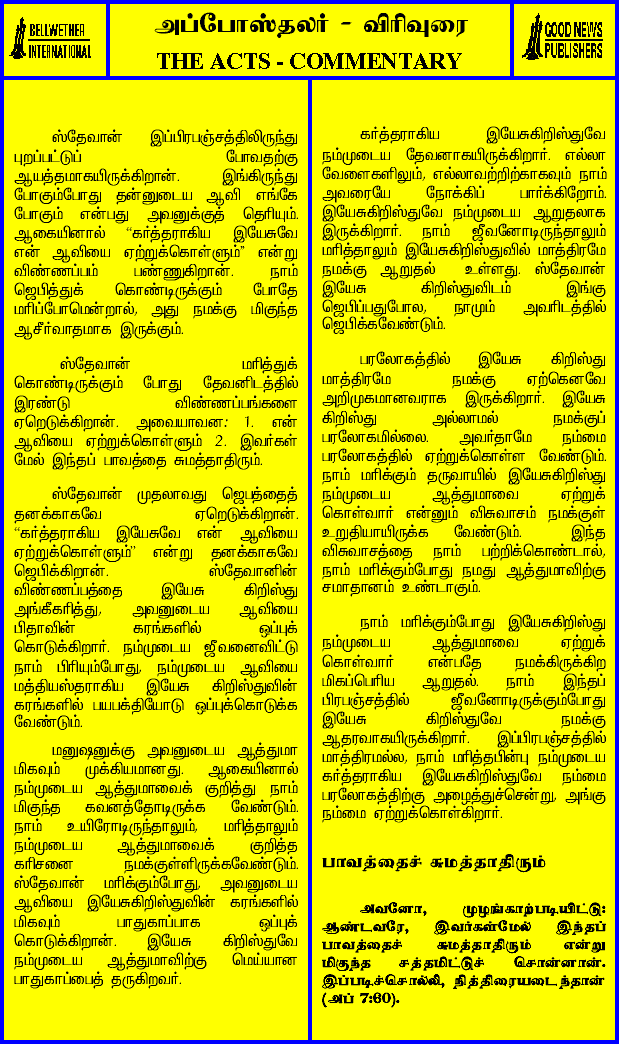 BELLWETHER
INTERNATIONAL
அப்போஸ்தலர் - விரிவுரை
THE ACTS - COMMENTARY
GOOD NEWS
PUBLISHERS
ஸ்தேவான் இப்பிரபஞ்சத்திலிருந்து
புறப்பட்டுப் போவதற்கு
ஆயத்தமாகயிருக்கிறான். இங்கிருந்து
போகும்போது தன்னுடைய ஆவி எங்கே
போகும் என்பது அவனுக்குத் தெரியும்.
ஆகையினால் “கர்த்தராகிய இயேசுவே
என் ஆவியை ஏற்றுக்கொள்ளும்” என்று
விண்ணப்பம் பண்ணுகிறான். நாம்
ஜெபித்துக் கொண்டிருக்கும் போதே
மரிப்போமென்றால், அது நமக்கு மிகுந்த
ஆசீர்வாதமாக இருக்கும்.
ஸ்தேவான் மரித்துக்
கொண்டிருக்கும் போது தேவனிடத்தில்
இரண்டு விண்ணப்பங்களை
ஏறெடுக்கிறான். அவையாவன: 1. என்
ஆவியை ஏற்றுக்கொள்ளும் 2. இவர்கள்
மேல் இந்தப் பாவத்தை சுமத்தாதிரும்.
ஸ்தேவான் முதலாவது ஜெபத்தைத்
தனக்காகவே ஏறெடுக்கிறான்.
“கர்த்தராகிய இயேசுவே என் ஆவியை
ஏற்றுக்கொள்ளும்” என்று தனக்காகவே
ஜெபிக்கிறான். ஸ்தேவானின்
விண்ணப்பத்தை இயேசு கிறிஸ்து
அங்கீகரித்து, அவனுடைய ஆவியை
பிதாவின் கரங்களில் ஒப்புக்
கொடுக்கிறார். நம்முடைய ஜீவனைவிட்டு
நாம் பிரியும்போது, நம்முடைய ஆவியை
மத்தியஸ்தராகிய இயேசு கிறிஸ்துவின்
கரங்களில் பயபக்தியோடு ஒப்புக்கொடுக்க
வேண்டும்.
மனுஷனுக்கு அவனுடைய ஆத்துமா
மிகவும் முக்கியமானது. ஆகையினால்
நம்முடைய ஆத்துமாவைக் குறித்து நாம்
மிகுந்த கவனத்தோடிருக்க வேண்டும்.
நாம் உயிரோடிருந்தாலும், மரித்தாலும்
நம்முடைய ஆத்துமாவைக் குறித்த
கரிசனை நமக்குள்ளிருக்கவேண்டும்.
ஸ்தேவான் மரிக்கும்போது, அவனுடைய
ஆவியை இயேசுகிறிஸ்துவின் கரங்களில்
மிகவும் பாதுகாப்பாக ஒப்புக்
கொடுக்கிறான். இயேசு கிறிஸ்துவே
நம்முடைய ஆத்துமாவிற்கு மெய்யான
பாதுகாப்பைத் தருகிறவர்.
கர்த்தராகிய இயேசுகிறிஸ்துவே
நம்முடைய தேவனாகயிருக்கிறார். எல்லா
வேளைகளிலும், எல்லாவற்றிற்காகவும் நாம்
அவரையே நோக்கிப் பார்க்கிறோம்.
இயேசுகிறிஸ்துவே நம்முடைய ஆறுதலாக
இருக்கிறார். நாம் ஜீவனோடிருந்தாலும்
மரித்தாலும் இயேசுகிறிஸ்துவில் மாத்திரமே
நமக்கு ஆறுதல் உள்ளது. ஸ்தேவான்
இயேசு கிறிஸ்துவிடம் இங்கு
ஜெபிப்பதுபோல, நாமும் அவரிடத்தில்
ஜெபிக்கவேண்டும்.
பரலோகத்தில் இயேசு கிறிஸ்து
மாத்திரமே நமக்கு ஏற்கெனவே
அறிமுகமானவராக இருக்கிறார். இயேசு
கிறிஸ்து அல்லாமல் நமக்குப்
பரலோகமில்லை. அவர்தாமே நம்மை
பரலோகத்தில் ஏற்றுக்கொள்ள வேண்டும்.
நாம் மரிக்கும் தருவாயில் இயேசுகிறிஸ்து
நம்முடைய ஆத்துமாவை ஏற்றுக்
கொள்வார் என்னும் விசுவாசம் நமக்குள்
உறுதியாயிருக்க வேண்டும். இந்த
விசுவாசத்தை நாம் பற்றிக்கொண்டால்,
நாம் மரிக்கும்போது நமது ஆத்துமாவிற்கு
சமாதானம் உண்டாகும்.
நாம் மரிக்கும்போது இயேசுகிறிஸ்து
நம்முடைய ஆத்துமாவை ஏற்றுக்
கொள்வார் என்பதே நமக்கிருக்கிற
மிகப்பெரிய ஆறுதல். நாம் இந்தப்
பிரபஞ்சத்தில் ஜீவனோடிருக்கும்போது
இயேசு கிறிஸ்துவே நமக்கு
ஆதரவாகயிருக்கிறார். இப்பிரபஞ்சத்தில்
மாத்திரமல்ல, நாம் மரித்தபின்பு நம்முடைய
கர்த்தராகிய இயேசுகிறிஸ்துவே நம்மை
பரலோகத்திற்கு அழைத்துச்சென்று, அங்கு
நம்மை ஏற்றுக்கொள்கிறார்.
பாவத்தைச் சுமத்தாதிரும்
அவனோ, முழங்காற்படியிட்டு:
ஆண்டவரே, இவர்கள்மேல் இந்தப்
பாவத்தைச் சுமத்தாதிரும் என்று
மிகுந்த சத்தமிட்டுச் சொன்னான்.
இப்படிச்சொல்லி, நித்திரையடைந்தான்
(அப் 7:60).